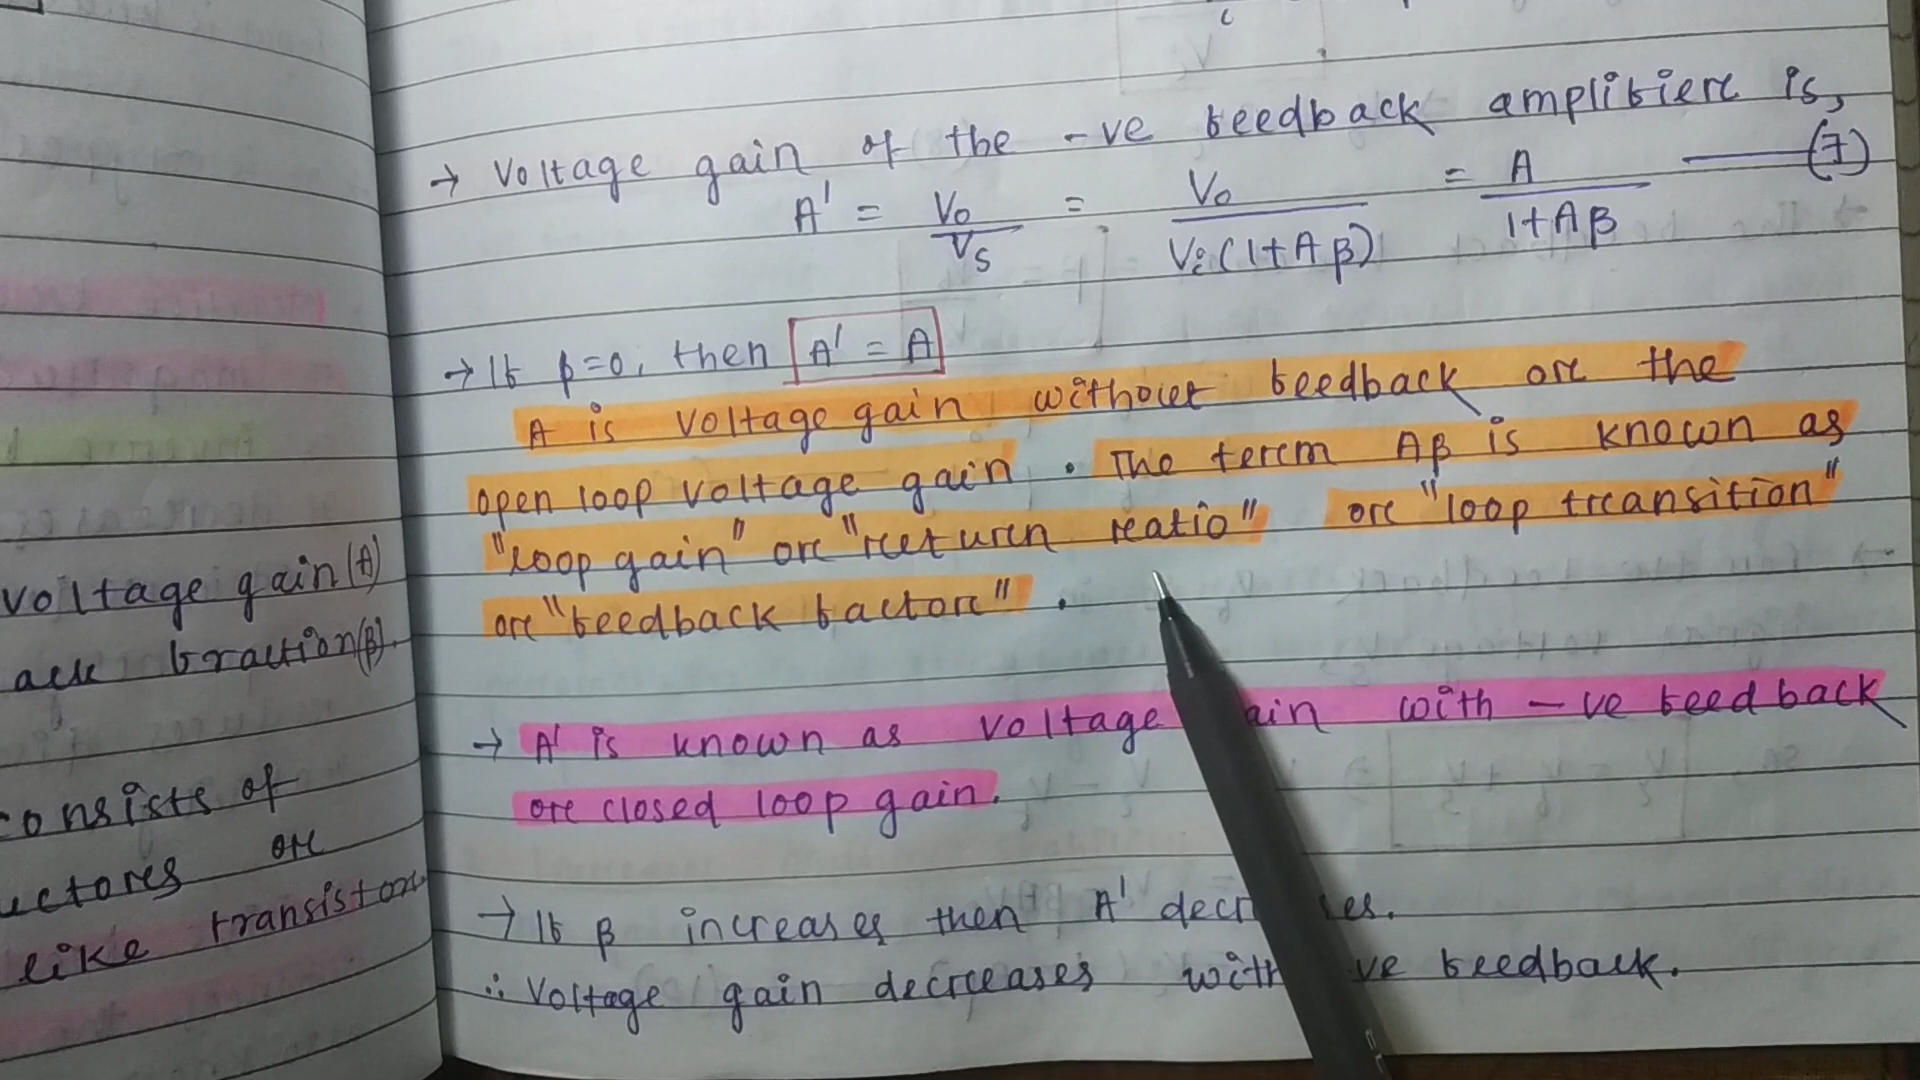 → Voltage gain of the -ve feedback amplifier is,
A' = Vo/Vs = Vo/Vi(1+Aβ) = A/1+Aβ —— (7)
→ If β=0, then A' = A
A is voltage gain without feedback or the
open loop voltage gain . The term Aβ is known as
"loop gain" or "return ratio" or "loop transition"
or "feedback factor" .
→ A' is known as voltage ain with -ve feedback
or closed loop gain.
→ If β increases then A' decr es.
∴ Voltage gain decreases with ve feedback.
voltage gain (A)
ack fraction(β).
consists of
uctores or
like transistor